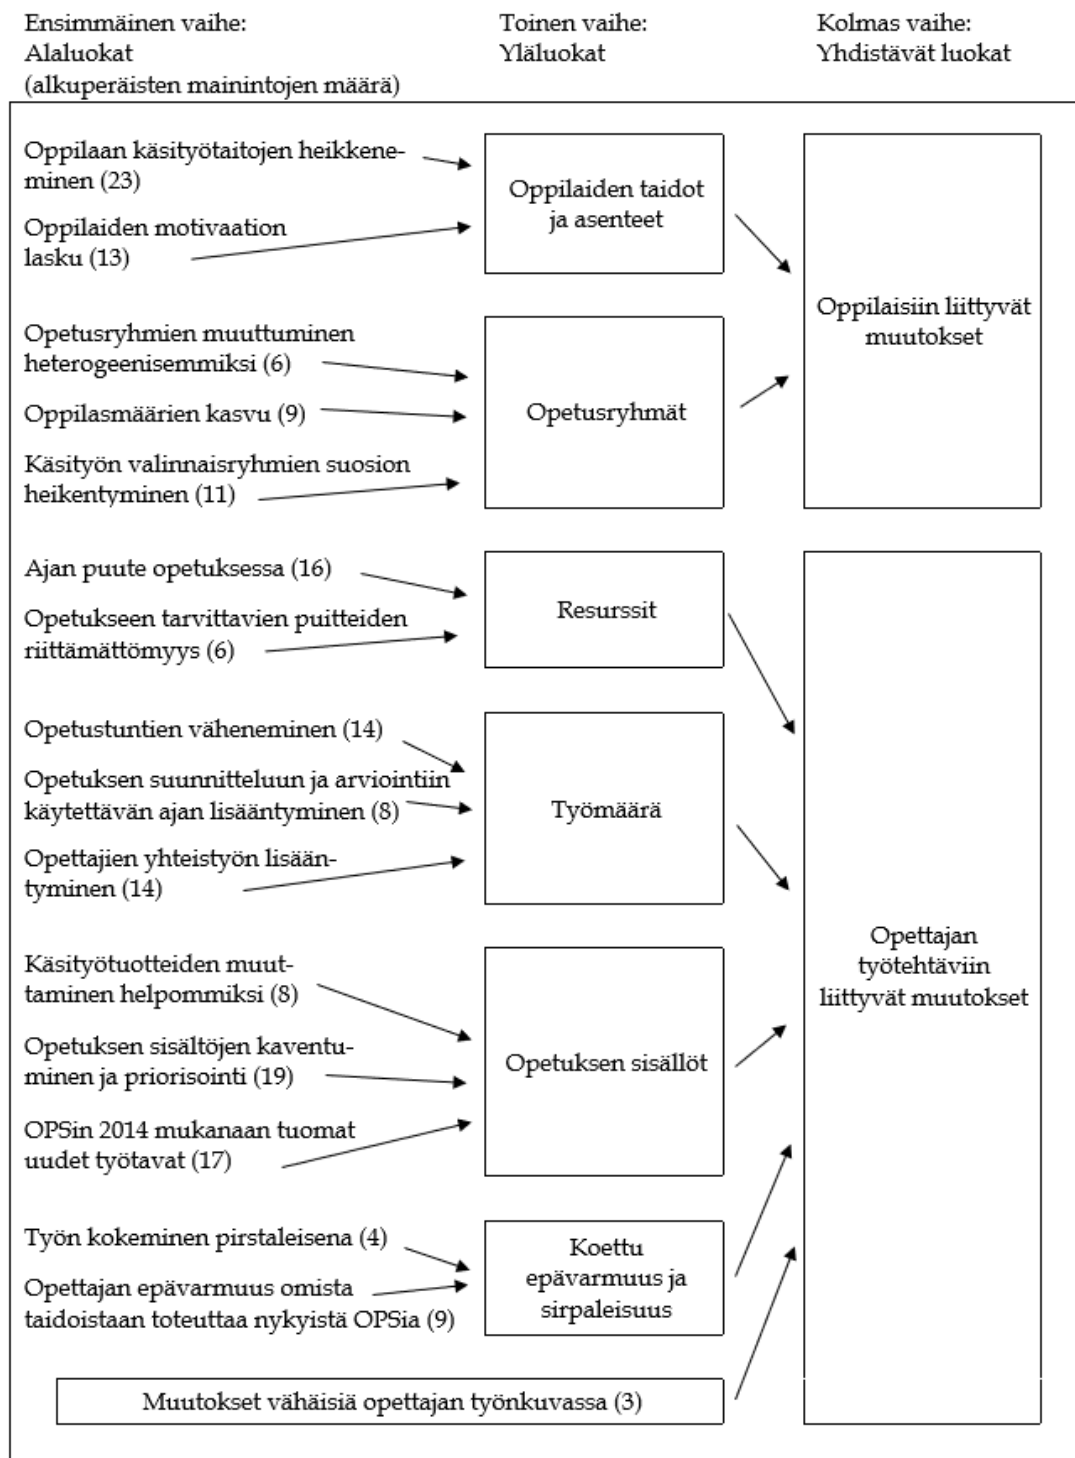 Ensimmäinen vaihe:
Alaluokat
(alkuperäisten mainintojen määrä)
Toinen vaihe:
Yläluokat
Kolmas vaihe:
Yhdistävät luokat
Oppilaan käsityötaitojen heikkene-
minen (23)
Oppilaiden motivaation
lasku (13)
Oppilaiden taidot
ja asenteet
Opetusryhmien muuttuminen
heterogeenisemmiksi (6)
Oppilasmäärien kasvu (9)
Käsityön valinnaisryhmien suosion
heikentyminen (11)
Opetusryhmät
Oppilaisiin liittyvät
muutokset
Ajan puute opetuksessa (16)
Opetukseen tarvittavien puitteiden
riittämättömyys (6)
Resurssit
Opetustuntien väheneminen (14)
Opetuksen suunnitteluun ja arviointiin
käytettävän ajan lisääntyminen (8)
Opettajien yhteistyön lisään-
tyminen (14)
Työmäärä
Käsityötuotteiden muut-
taminen helpommiksi (8)
Opetuksen sisältöjen kaventu-
minen ja priorisointi (19)
OPSin 2014 mukanaan tuomat
uudet työtavat (17)
Opetuksen sisällöt
Työn kokeminen pirstaleisena (4)
Opettajan epävarmuus omista
taidoistaan toteuttaa nykyistä OPSia (9)
Koettu
epävarmuus ja
sirpaleisuus
Muutokset vähäisiä opettajan työnkuvassa (3)
Opettajan
työtehtäviin
liittyvät muutokset